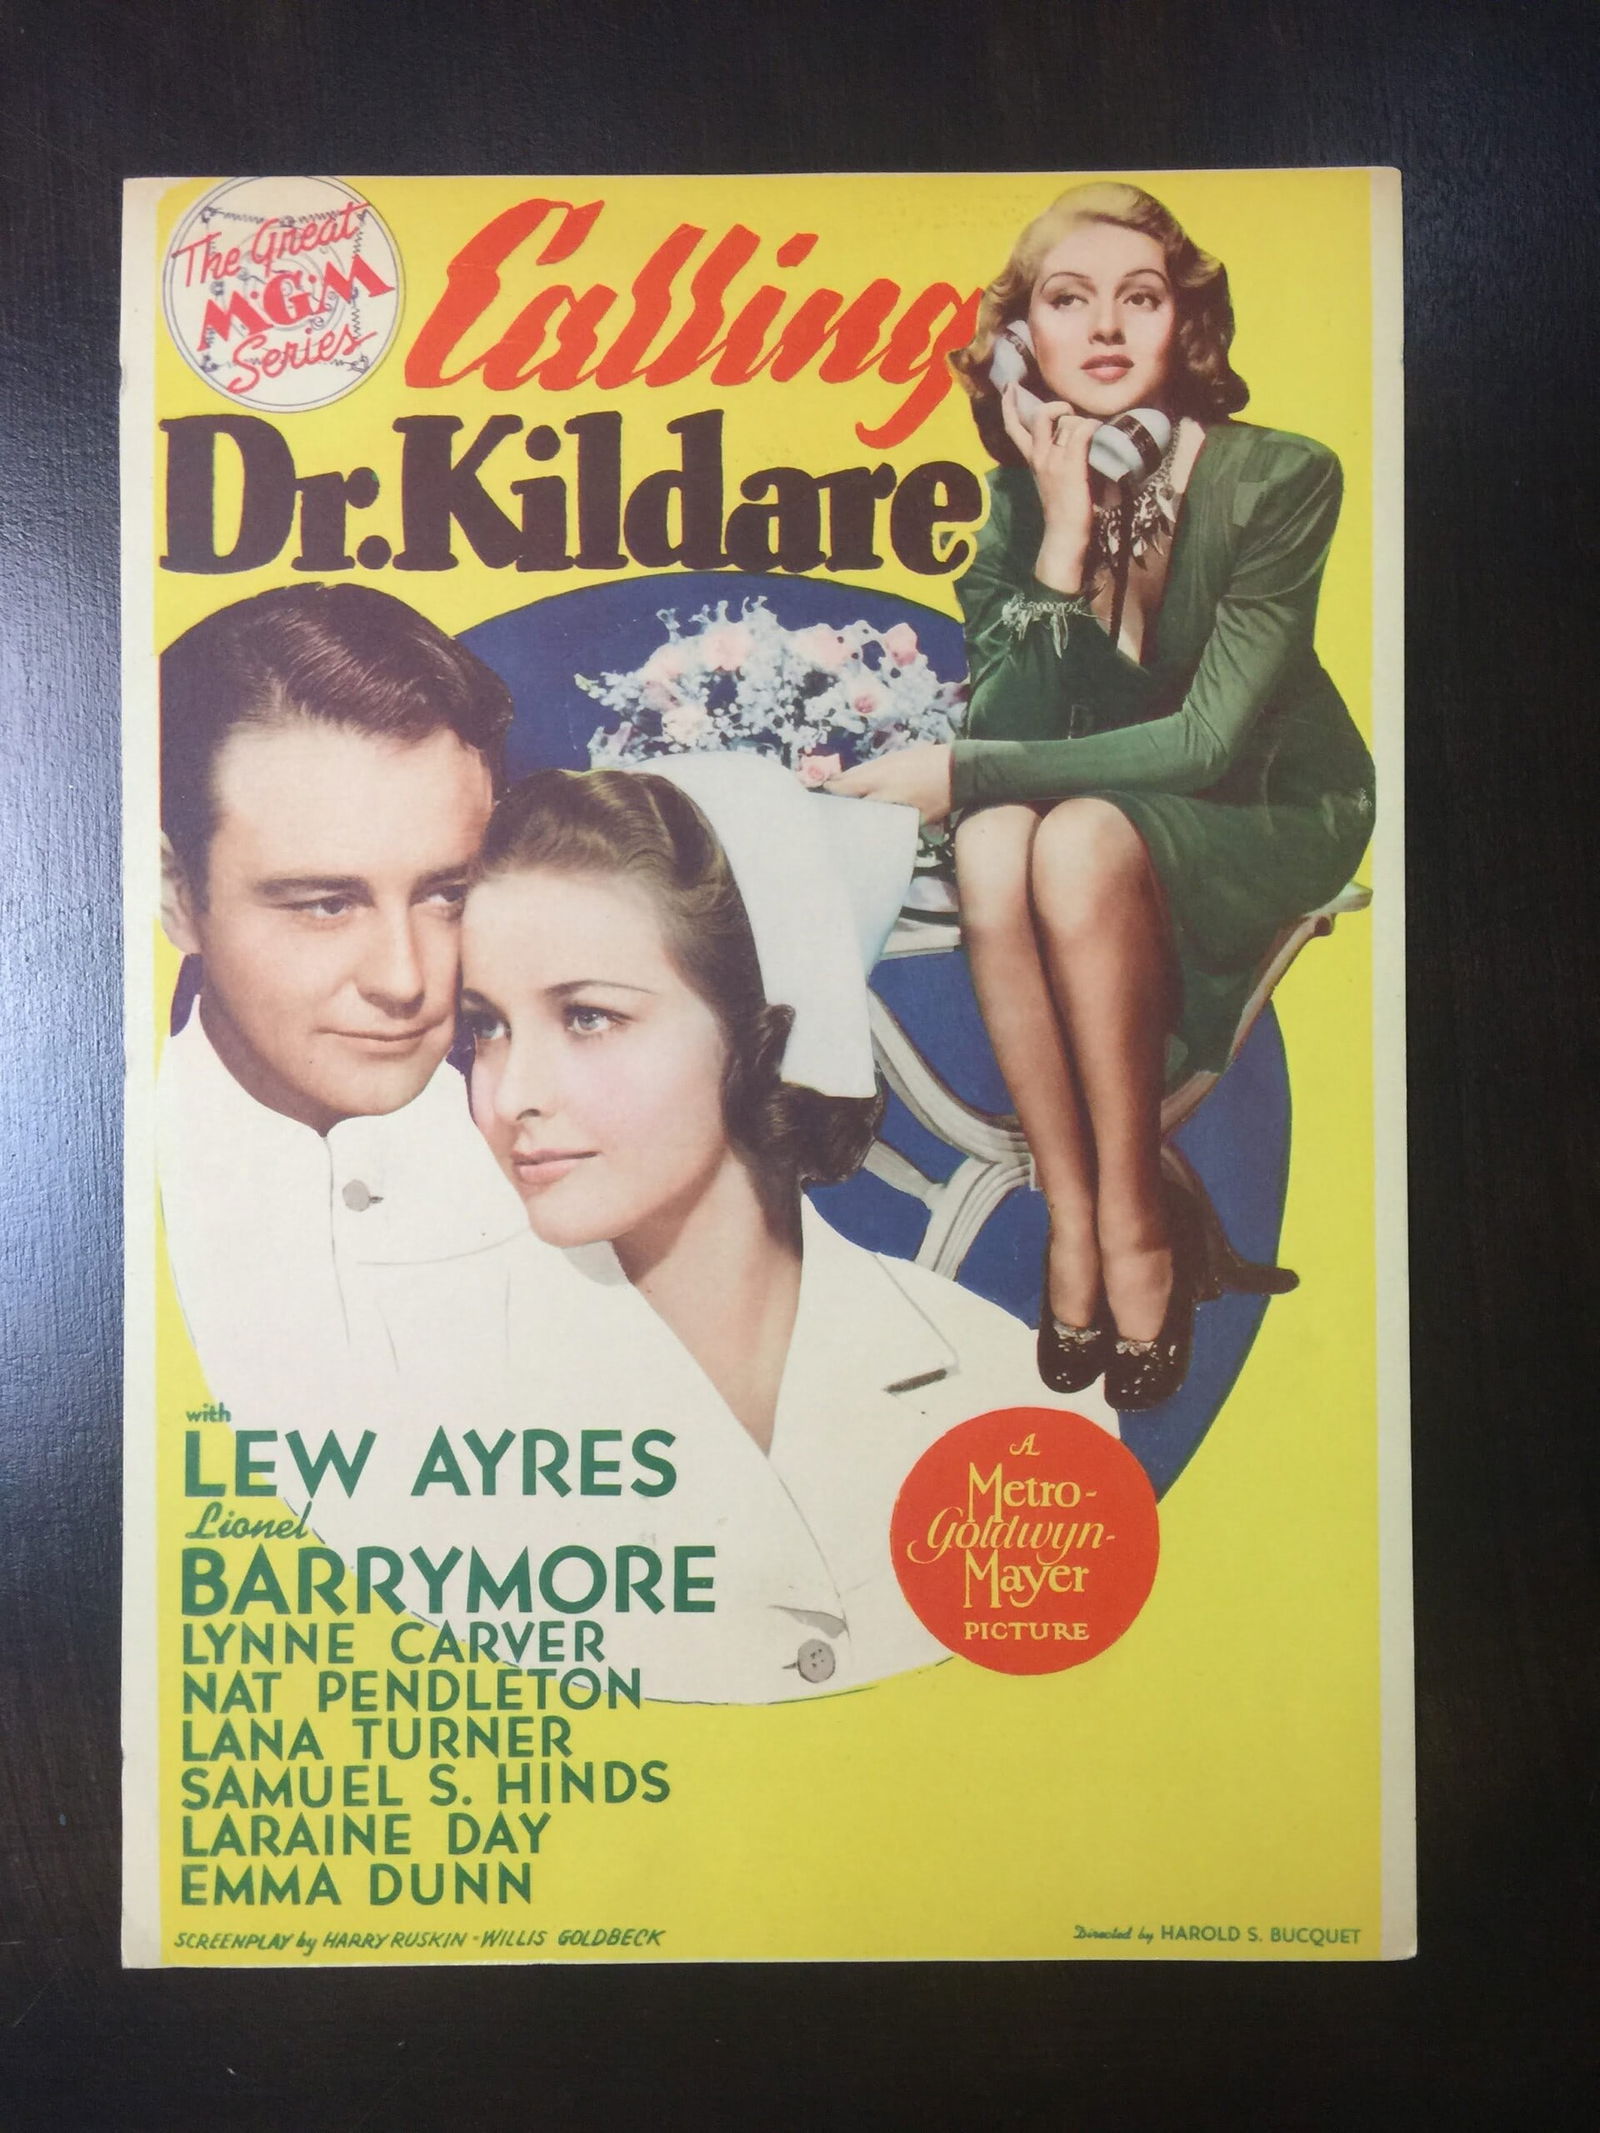 The Great
M·G·M
Series
Calling
Dr. Kildare
with
LEW AYRES
Lionel
BARRYMORE
LYNNE CARVER
NAT PENDLETON
LANA TURNER
SAMUEL S. HINDS
LARAINE DAY
EMMA DUNN
A
Metro-
Goldwyn-
Mayer
PICTURE
SCREENPLAY by HARRY RUSKIN - WILLIS GOLDBECK
Directed by HAROLD S. BUCQUET